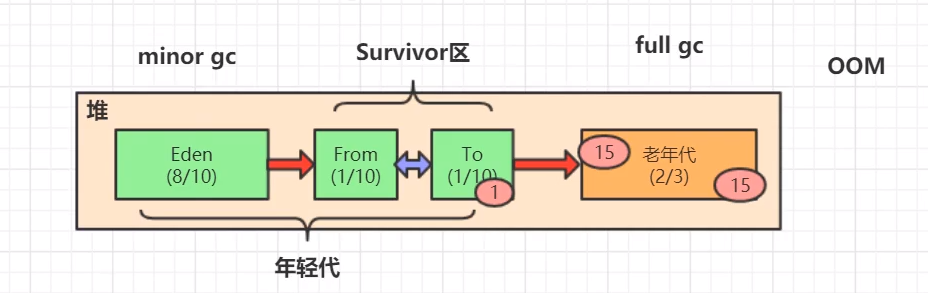 minor gc
Survivor区
full gc
OOM
堆
Eden
(8/10)
From
(1/10)
To
(1/10)
1
15
老年代
(2/3)
15
年轻代